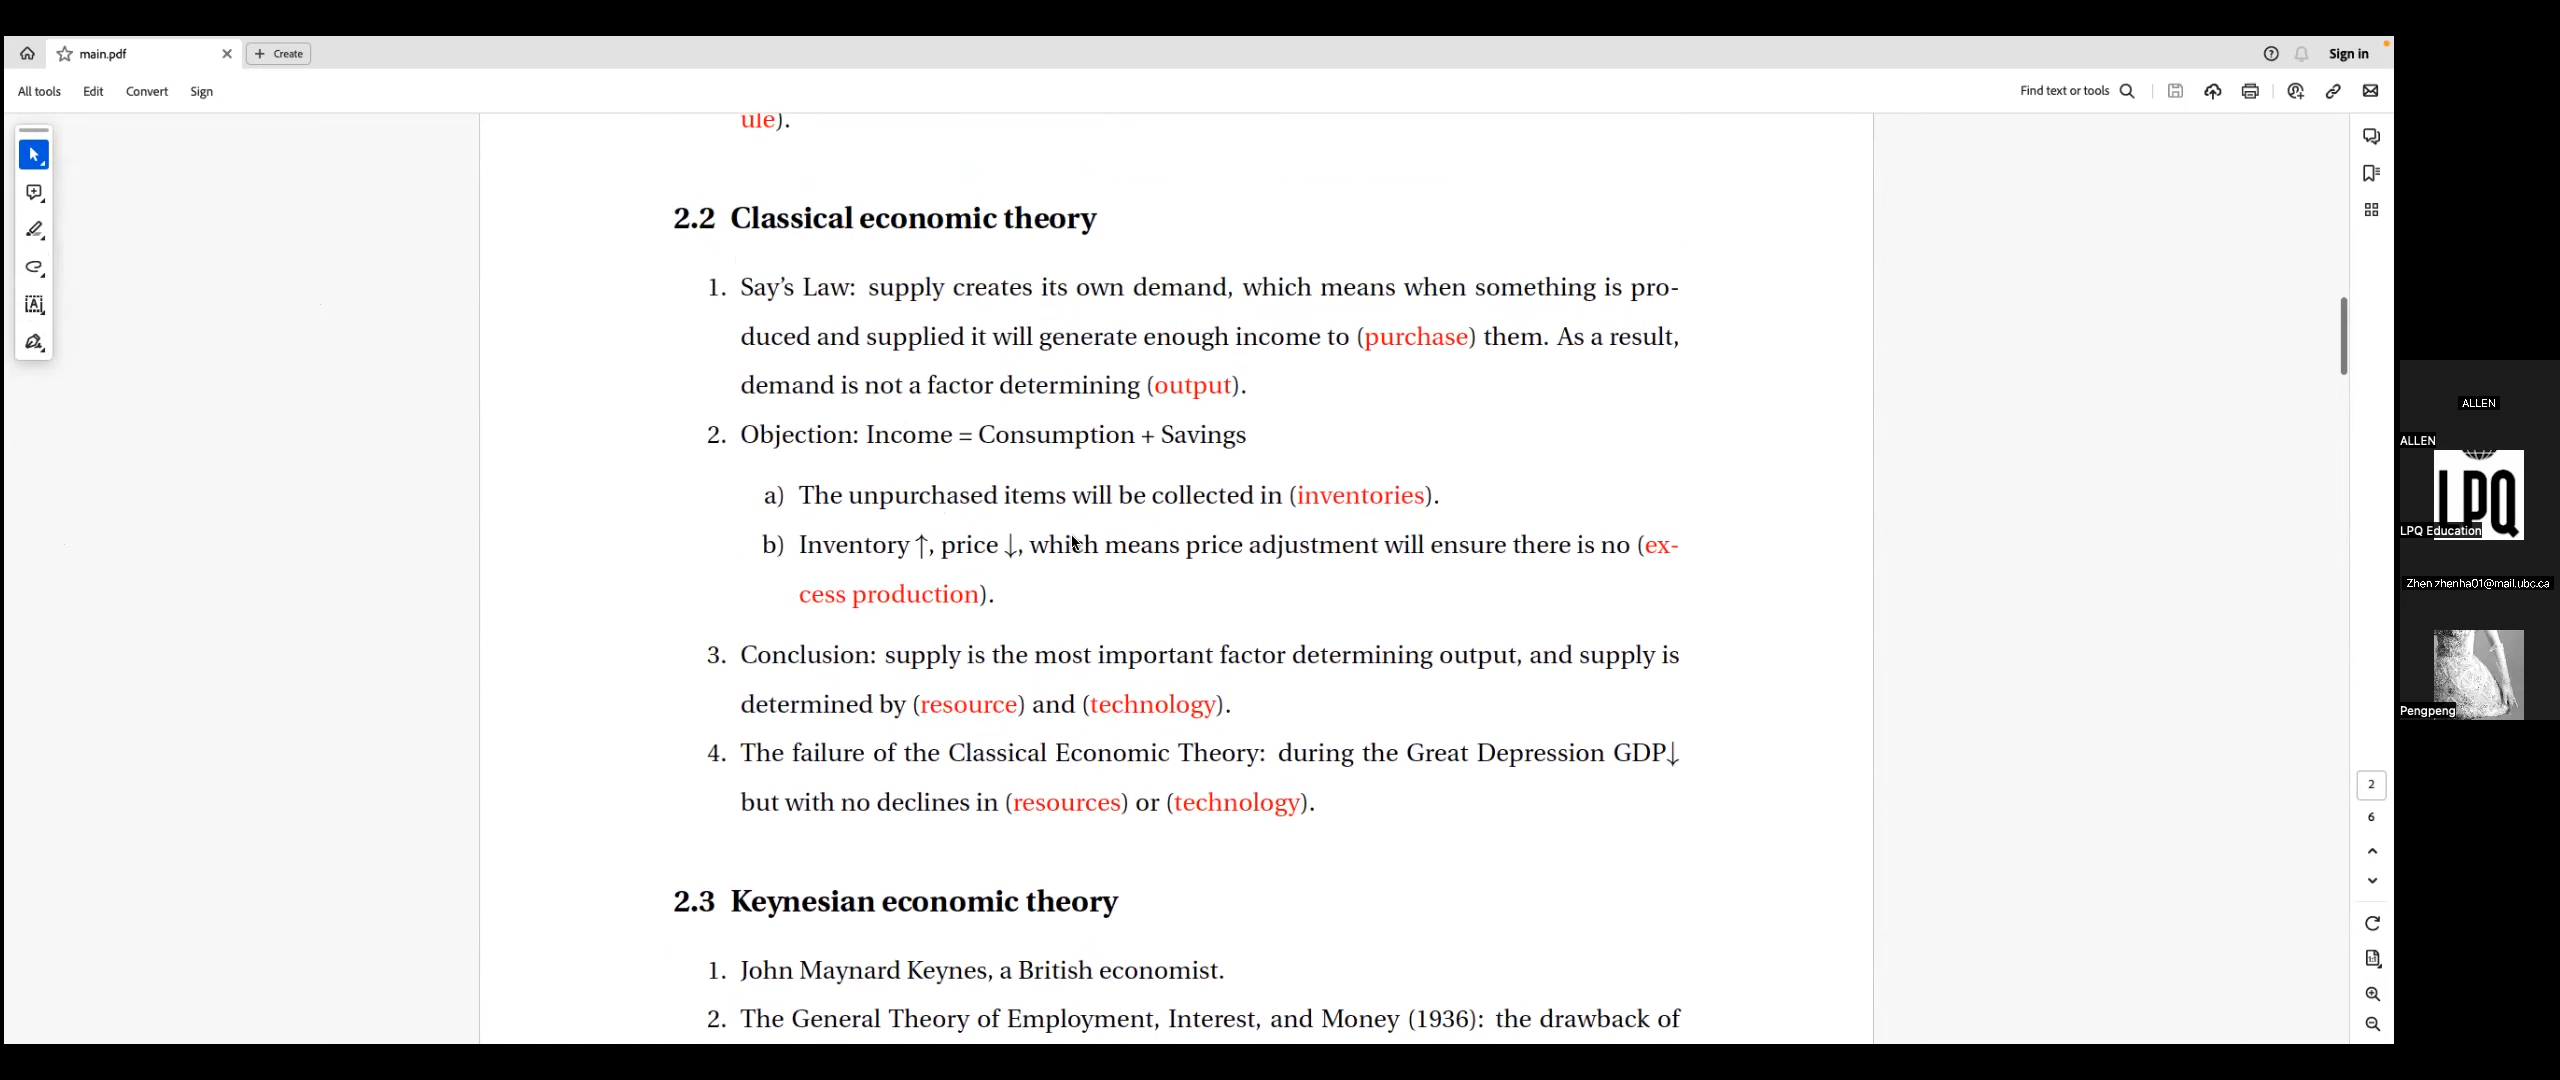 main.pdf
Create
Sign in
All tools
Edit
Convert
Sign
Find text or tools
ule).
2.2 Classical economic theory
1. Say's Law: supply creates its own demand, which means when something is pro-
duced and supplied it will generate enough income to (purchase) them. As a result,
demand is not a factor determining (output).
2. Objection: Income = Consumption + Savings
a) The unpurchased items will be collected in (inventories).
b) Inventory ↑, price ↓, which means price adjustment will ensure there is no (ex-
cess production).
3. Conclusion: supply is the most important factor determining output, and supply is
determined by (resource) and (technology).
4. The failure of the Classical Economic Theory: during the Great Depression GDP↓
but with no declines in (resources) or (technology).
2.3 Keynesian economic theory
1. John Maynard Keynes, a British economist.
2. The General Theory of Employment, Interest, and Money (1936): the drawback of
2
6
ALLEN
ALLEN
LPQ
LPQ Education
Zhen zhenha01@mail.ubc.ca
Pengpeng